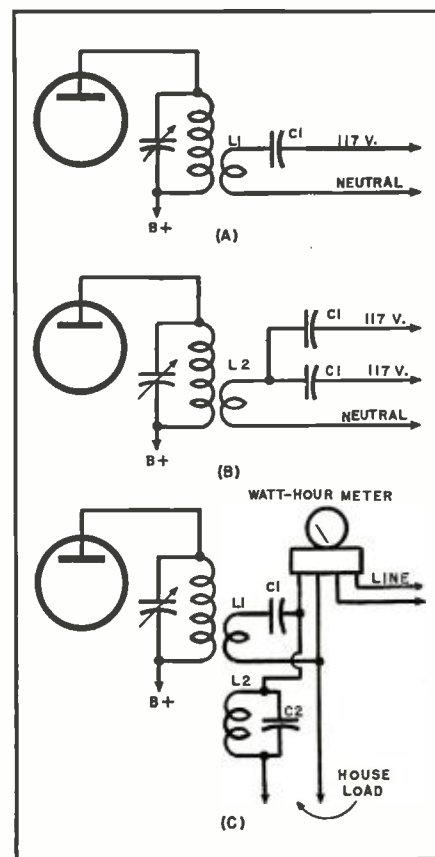 L1
C1
117 V.
NEUTRAL
B+
(A)
C1
117 V.
L2
C1
117 V.
NEUTRAL
B+
(B)
WATT-HOUR METER
LINE
C1
L1
B+
L2
C2
HOUSE
LOAD
(C)